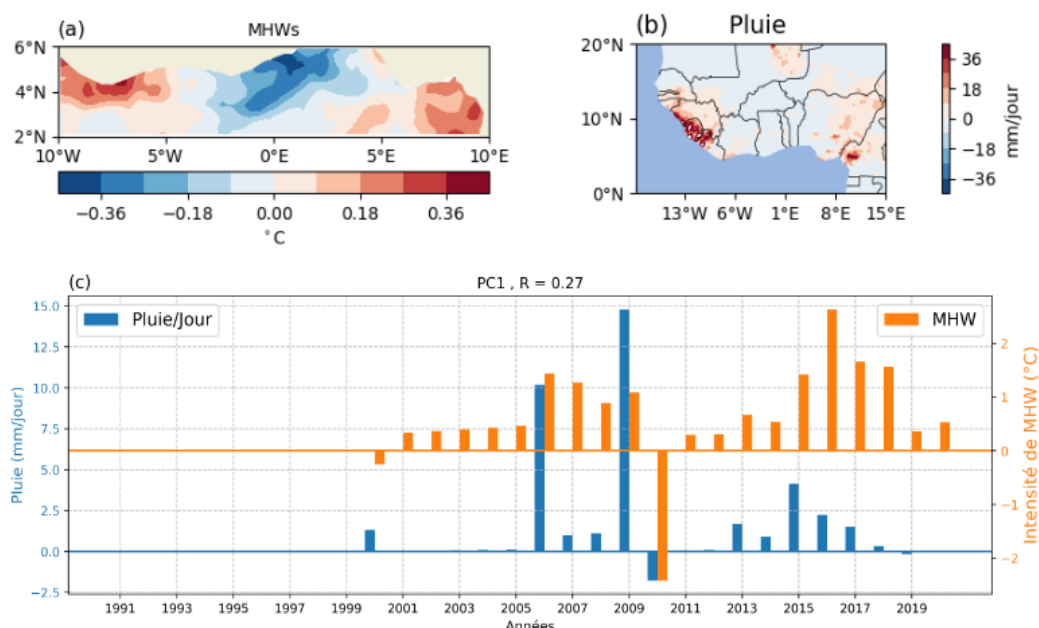 (a)
MHWs
6°N
4°N
2°N
10°W 5°W 0°E 5°E 10°E
−0.36 −0.18 0.00 0.18 0.36
°C
(b) Pluie
20°N
10°N
0°N
13°W 6°W 1°E 8°E 15°E
36
18
0
−18
−36
mm/jour
(c)
PC1 , R = 0.27
Pluie/Jour
MHW
Pluie (mm/jour)
15.0
12.5
10.0
7.5
5.0
2.5
0.0
−2.5
2
1
0
−1
−2
Intensité de MHW (°C)
1991 1993 1995 1997 1999 2001 2003 2005 2007 2009 2011 2013 2015 2017 2019
Années